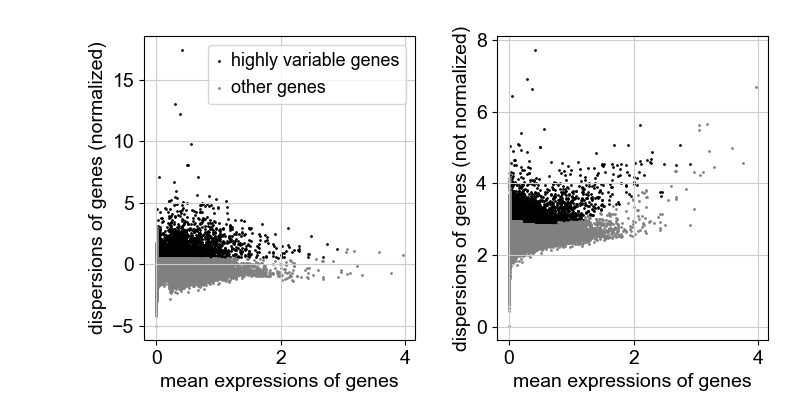 dispersions of genes (normalized)
15
10
5
0
−5
0
2
4
mean expressions of genes
highly variable genes
other genes
dispersions of genes (not normalized)
8
6
4
2
0
0
2
4
mean expressions of genes